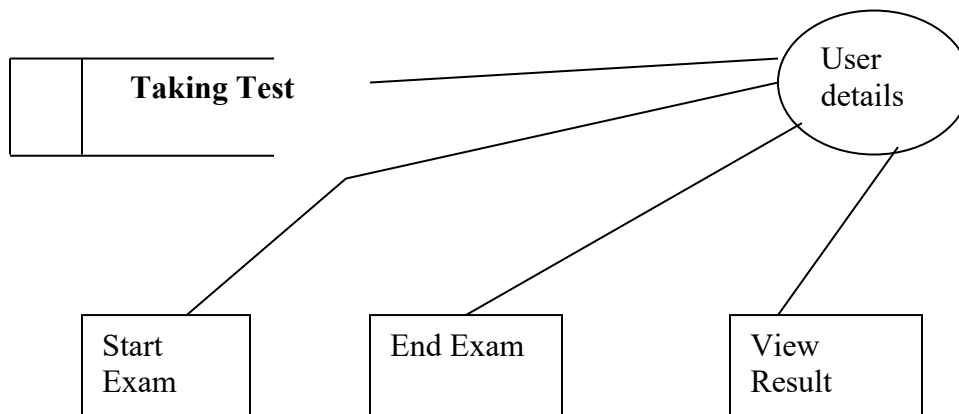 Taking Test
User
details
Start
Exam
End Exam
View
Result